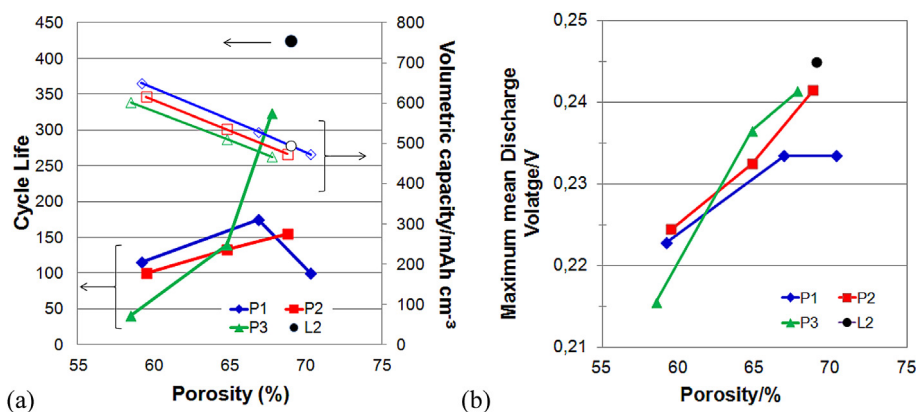 (a)
450
400
350
300
250
200
150
100
50
0
Cycle Life
800
700
600
500
400
300
200
100
0
Volumetric capacity/mAh cm-3
P1
P2
P3
L2
55
60
65
70
75
Porosity (%)
(b)
0,25
0,24
0,23
0,22
0,21
Maximum mean Discharge
Volatge/V
P1
P2
P3
L2
55
60
65
70
75
Porosity/%